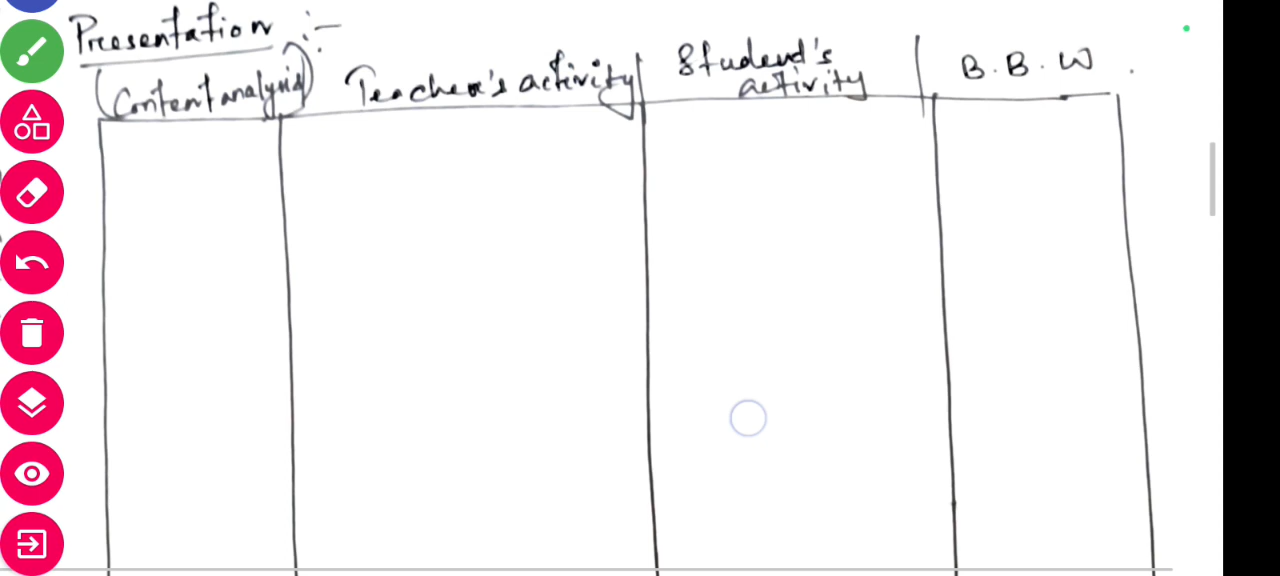 Presentation :-
(Content analysis) Teacher's activity Student's activity B.B.W.